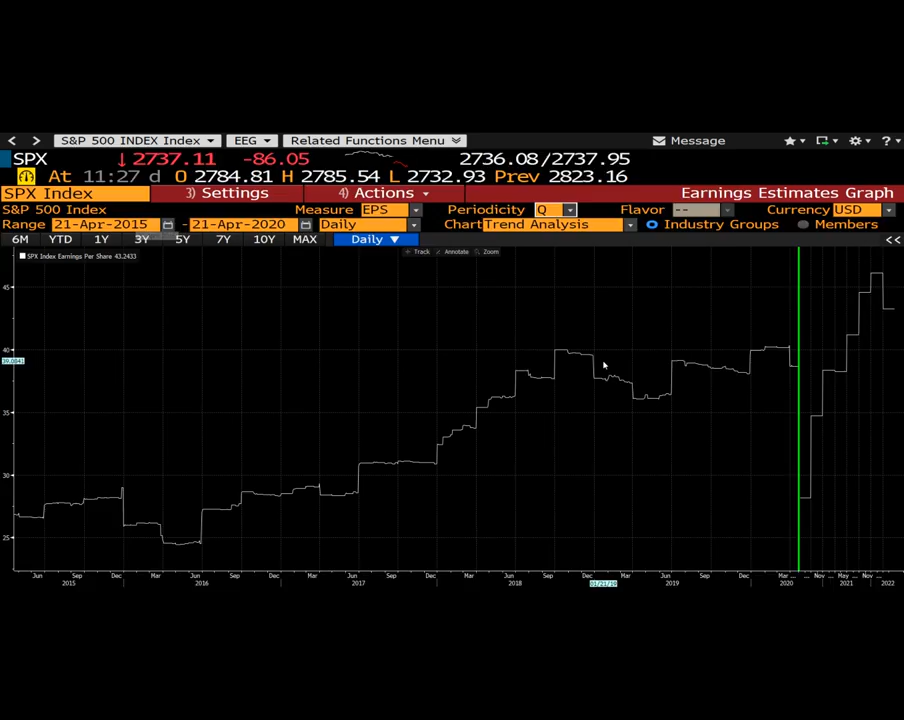 S&P 500 INDEX Index EEG Related Functions Menu Message
SPX 2737.11 -86.05 2736.08/2737.95
At 11:27 d O 2784.81 H 2785.54 L 2732.93 Prev 2823.16
SPX Index 3) Settings 4) Actions Earnings Estimates Graph
S&P 500 Index Measure EPS Periodicity Q Flavor -- Currency USD
Range 21-Apr-2015 - 21-Apr-2020 Daily Chart Trend Analysis Industry Groups Members
6M YTD 1Y 3Y 5Y 7Y 10Y MAX Daily <<
Track Annotate Zoom
SPX Index Earnings Per Share 43.2433
45
40
39.0841
35
30
25
Jun Sep Dec Mar Jun Sep Dec Mar Jun Sep Dec Mar Jun Sep Dec Mar Jun Sep Dec Mar ... ... Nov ... May ... Nov ...
2015 2016 2017 2018 01/21/19 2019 2020 2021 2022